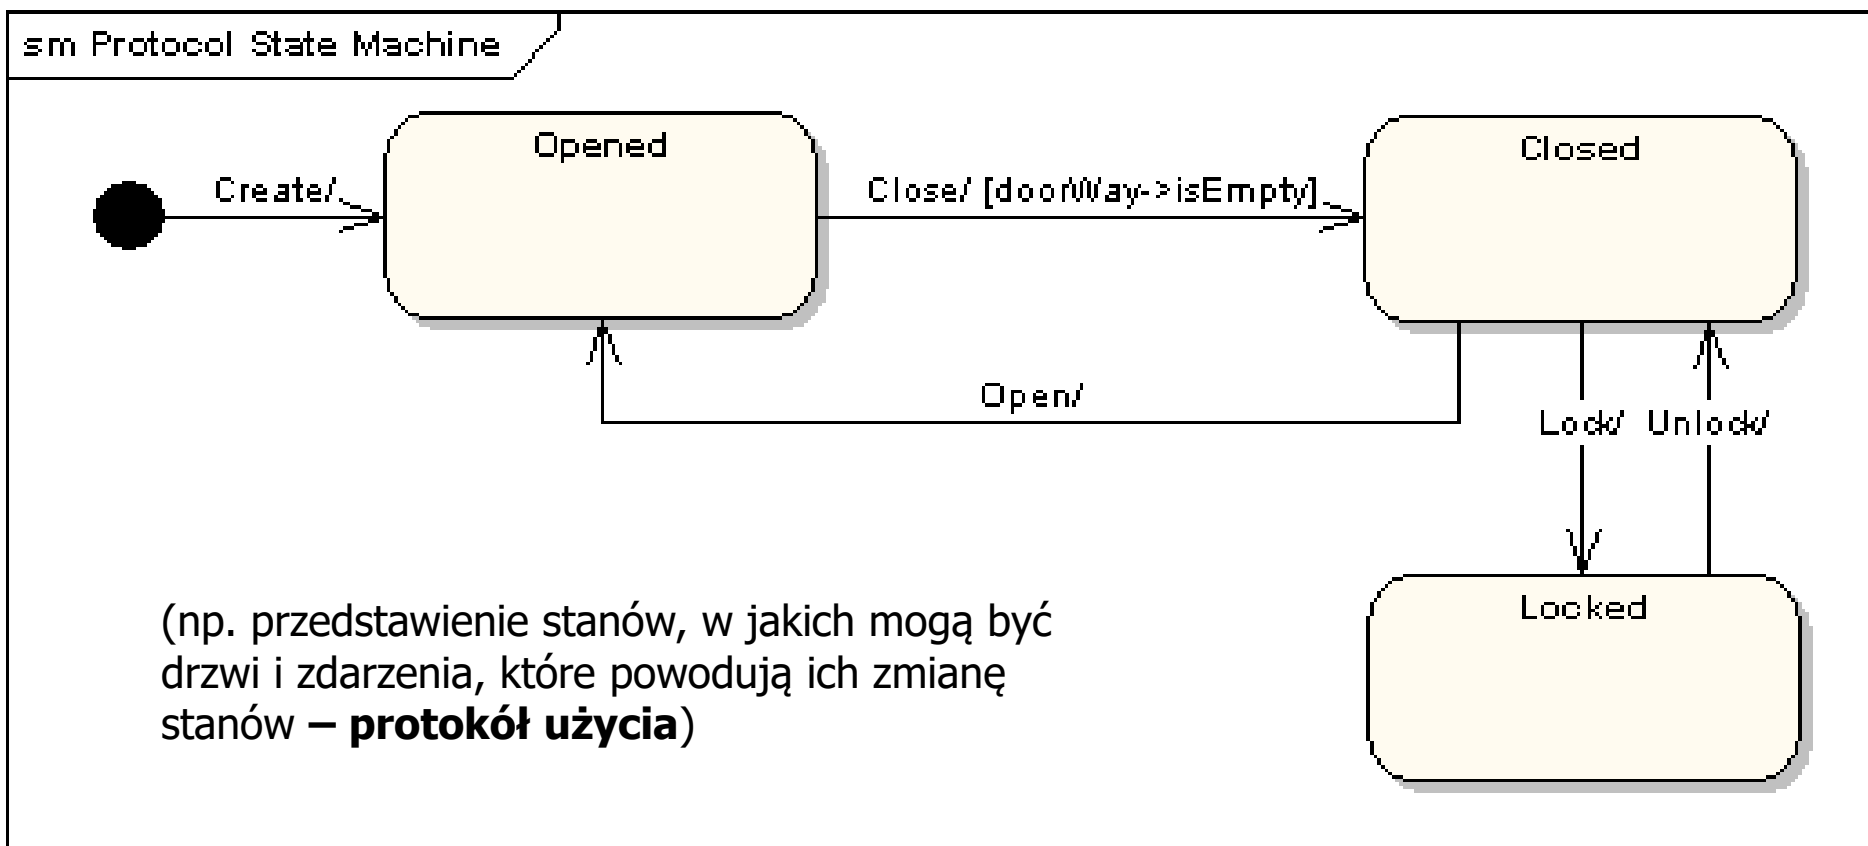 sm Protocol State Machine
Opened
Closed
Create/
Close/ [doorWay->isEmpty]
Open/
Lock/
Unlock/
Locked
(np. przedstawienie stanów, w jakich mogą być
drzwi i zdarzenia, które powodują ich zmianę
stanów – protokół użycia)